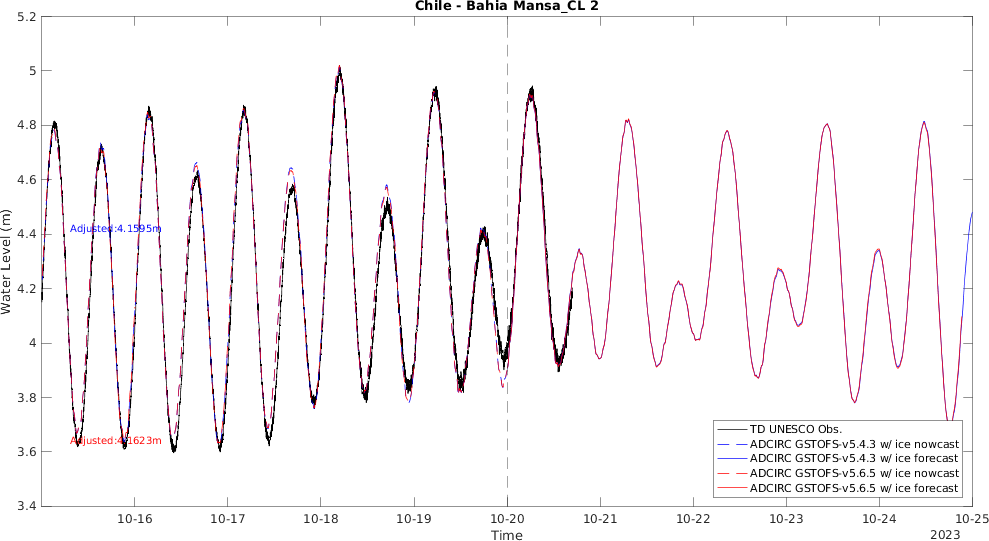 Chile - Bahia Mansa_CL 2
5.2
5
4.8
4.6
4.4
4.2
4
3.8
3.6
3.4
Water Level (m)
Adjusted:4.1595m
Adjusted:4.1623m
TD UNESCO Obs.
ADCIRC GSTOFS-v5.4.3 w/ ice nowcast
ADCIRC GSTOFS-v5.4.3 w/ ice forecast
ADCIRC GSTOFS-v5.6.5 w/ ice nowcast
ADCIRC GSTOFS-v5.6.5 w/ ice forecast
10-16 10-17 10-18 10-19 10-20 10-21 10-22 10-23 10-24 10-25
Time
2023